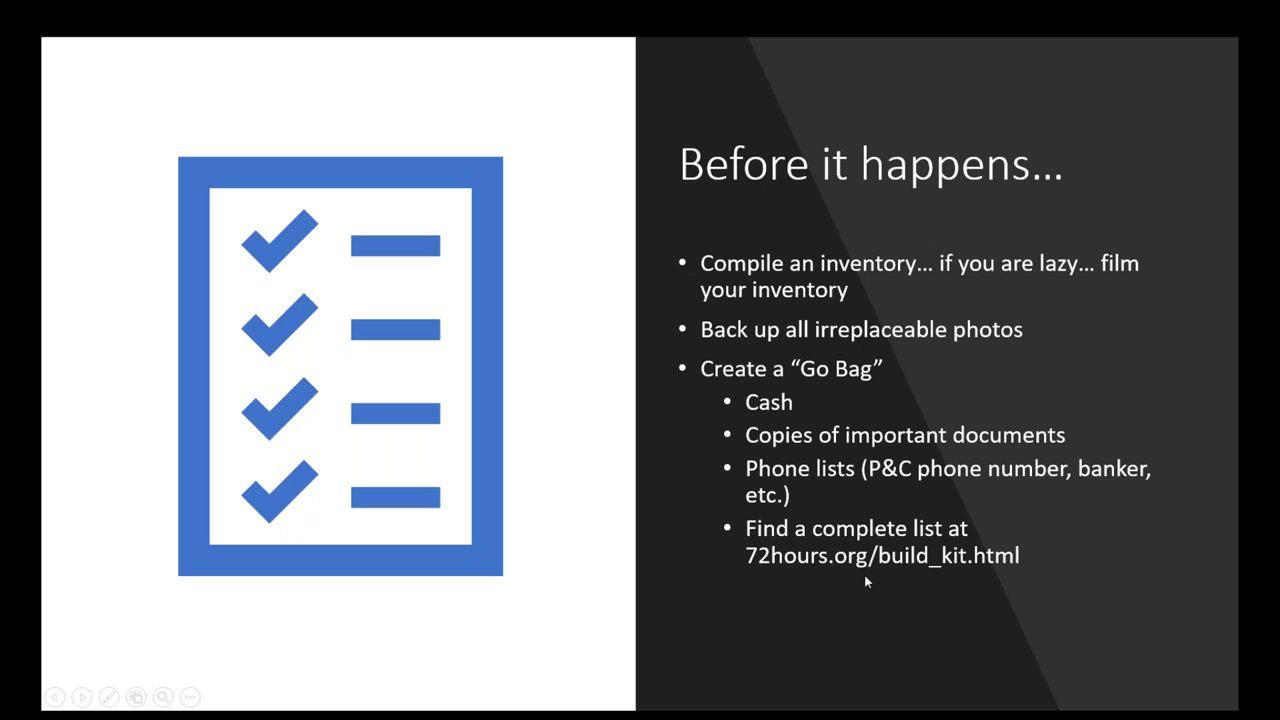 Before it happens...
• Compile an inventory... if you are lazy... film
your inventory
• Back up all irreplaceable photos
• Create a “Go Bag”
• Cash
• Copies of important documents
• Phone lists (P&C phone number, banker,
etc.)
• Find a complete list at
72hours.org/build_kit.html